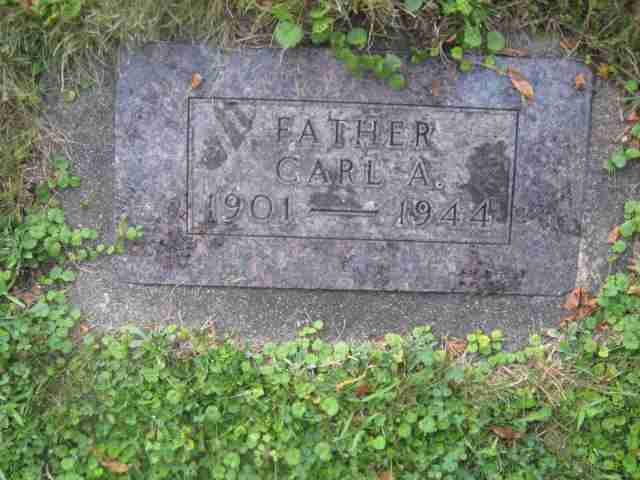 FATHER
CARL A.
1901 — 1944